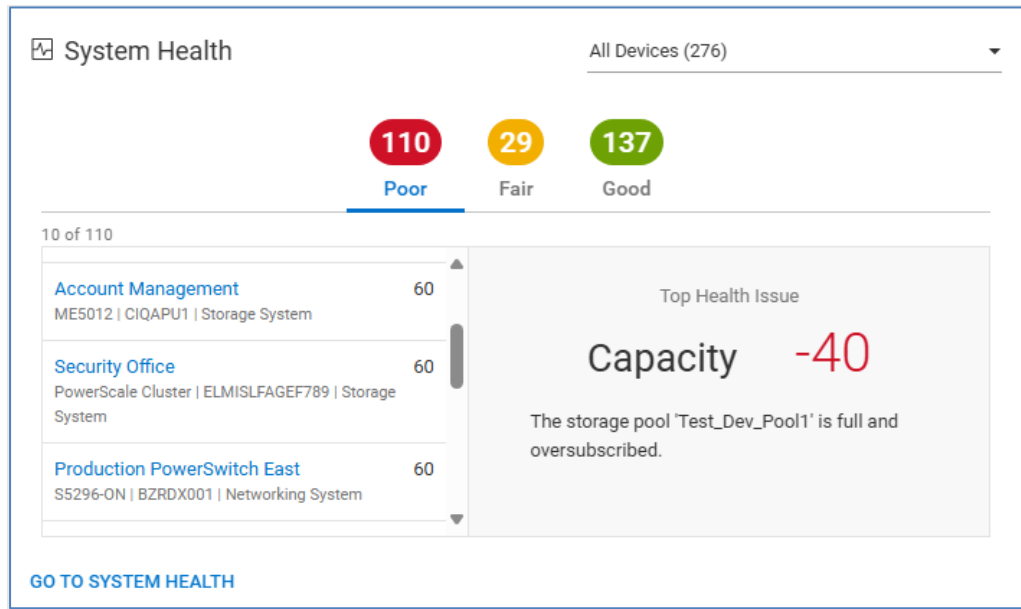 System Health
All Devices (276)
110
29
137
Poor
Fair
Good
10 of 110
Account Management
60
ME5012 | CIQAPU1 | Storage System
Security Office
60
PowerScale Cluster | ELMISLFAGEF789 | Storage
System
Production PowerSwitch East
60
S5296-ON | BZRDX001 | Networking System
Top Health Issue
Capacity
-40
The storage pool 'Test_Dev_Pool1' is full and
oversubscribed.
GO TO SYSTEM HEALTH